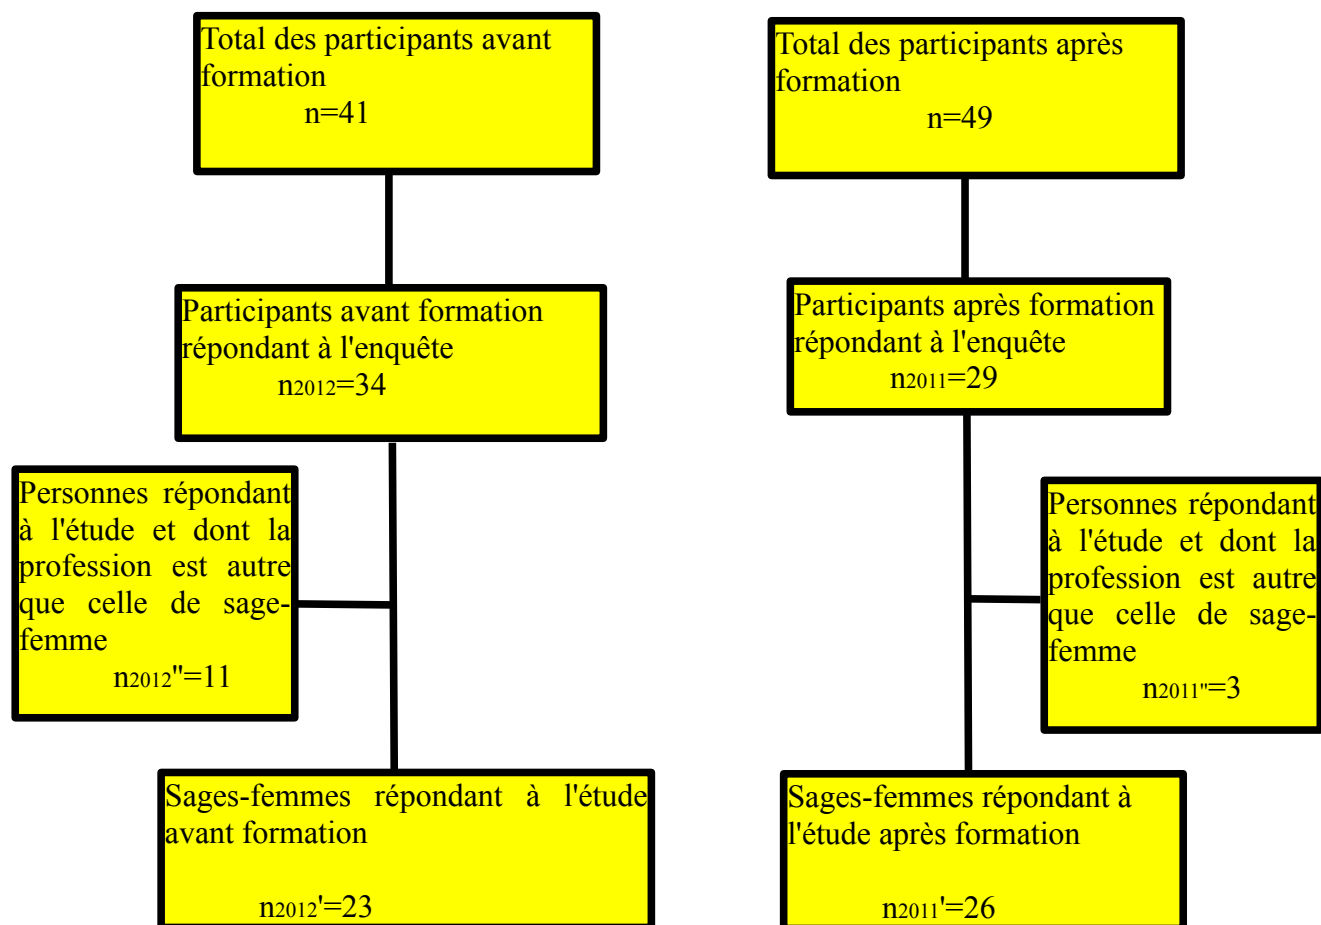 Total des participants avant
formation
n=41
Total des participants après
formation
n=49
Participants avant formation
répondant à l'enquête
n2012=34
Participants après formation
répondant à l'enquête
n2011=29
Personnes répondant
à l'étude et dont la
profession est autre
que celle de sage-
femme
n2012"=11
Personnes répondant
à l'étude et dont la
profession est autre
que celle de sage-
femme
n2011"=3
Sages-femmes répondant à l'étude
avant formation
n2012'=23
Sages-femmes répondant à
l'étude après formation
n2011'=26